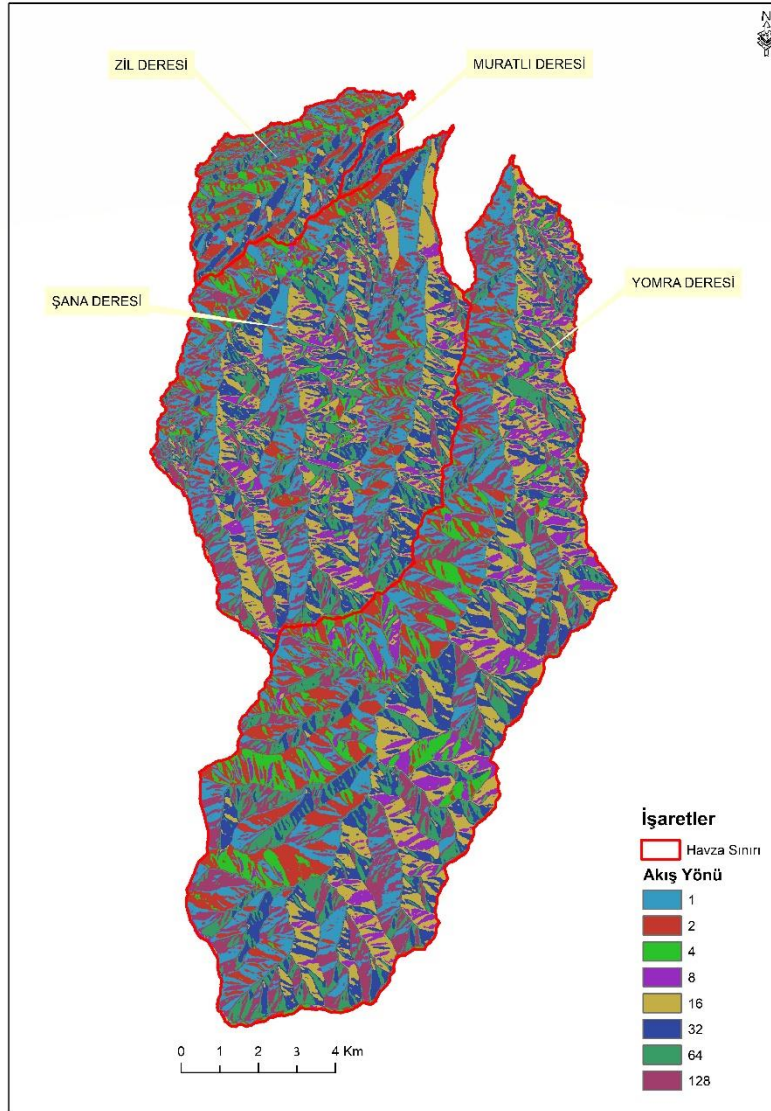 N
ZİL DERESİ
MURATLI DERESİ
ŞANA DERESİ
YOMRA DERESİ
İşaretler
Havza Sınırı
Akış Yönü
1
2
4
8
16
32
64
128
0 1 2 3 4 Km